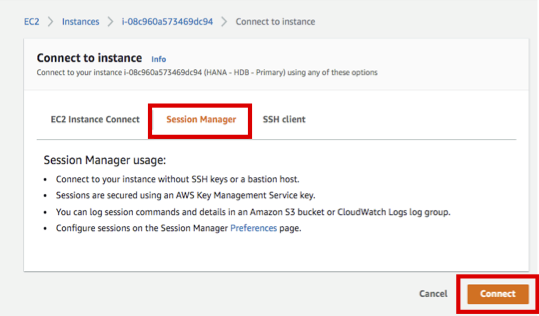 EC2 > Instances > i-08c960a573469dc94 > Connect to instance
Connect to instance Info
Connect to your instance i-08c960a573469dc94 (HANA - HDB - Primary) using any of these options
EC2 Instance Connect Session Manager SSH client
Session Manager usage:
• Connect to your instance without SSH keys or a bastion host.
• Sessions are secured using an AWS Key Management Service key.
• You can log session commands and details in an Amazon S3 bucket or CloudWatch Logs log group.
• Configure sessions on the Session Manager Preferences page.
Cancel Connect